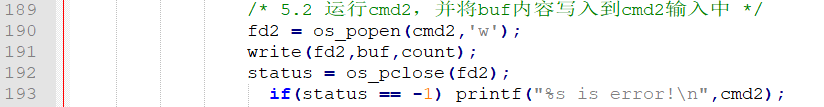 189 /* 5.2 运行cmd2，并将buf内容写入到cmd2输入中 */
190 fd2 = os_popen(cmd2,'w');
191 write(fd2,buf,count);
192 status = os_pclose(fd2);
193 if(status == -1) printf("%s is error!\n",cmd2);